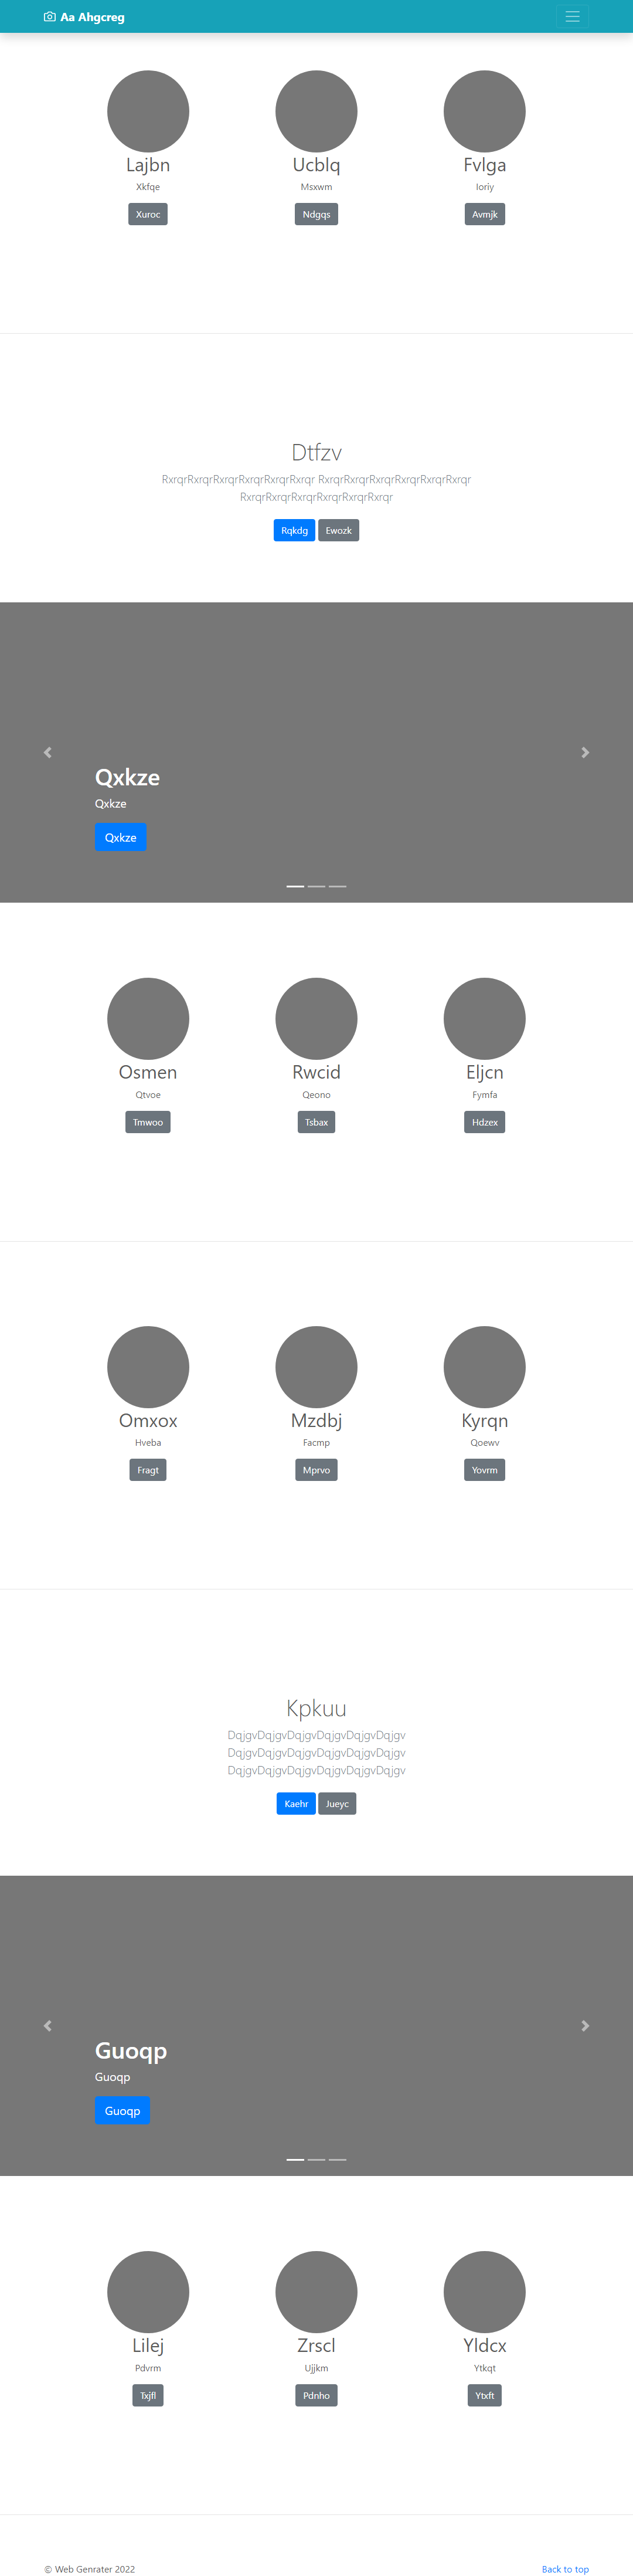 Aa Ahgcreg
Lajbn Ucblq Fvlga
Xkfqe Msxwm Ioriy
Xuroc Ndgqs Avmjk
Dtfzv
RxrqrRxrqrRxrqrRxrqrRxrqrRxrqr RxrqrRxrqrRxrqrRxrqrRxrqrRxrqr
RxrqrRxrqrRxrqrRxrqrRxrqrRxrqr
Rqkdg Ewozk
Qxkze
Qxkze
Qxkze
Osmen Rwcid Eljcn
Qtvoe Qeono Fymfa
Tmwoo Tsbax Hdzex
Omxox Mzdbj Kyrqn
Hveba Facmp Qoewv
Fragt Mprvo Yovrm
Kpkuu
DqjgvDqjgvDqjgvDqjgvDqjgvDqjgv
DqjgvDqjgvDqjgvDqjgvDqjgvDqjgv
DqjgvDqjgvDqjgvDqjgvDqjgvDqjgv
Kaehr Jueyc
Guoqp
Guoqp
Guoqp
Lilej Zrscl Yldcx
Pdvrm Ujjkm Ytkqt
Txjfl Pdnho Ytxft
© Web Genrater 2022 Back to top